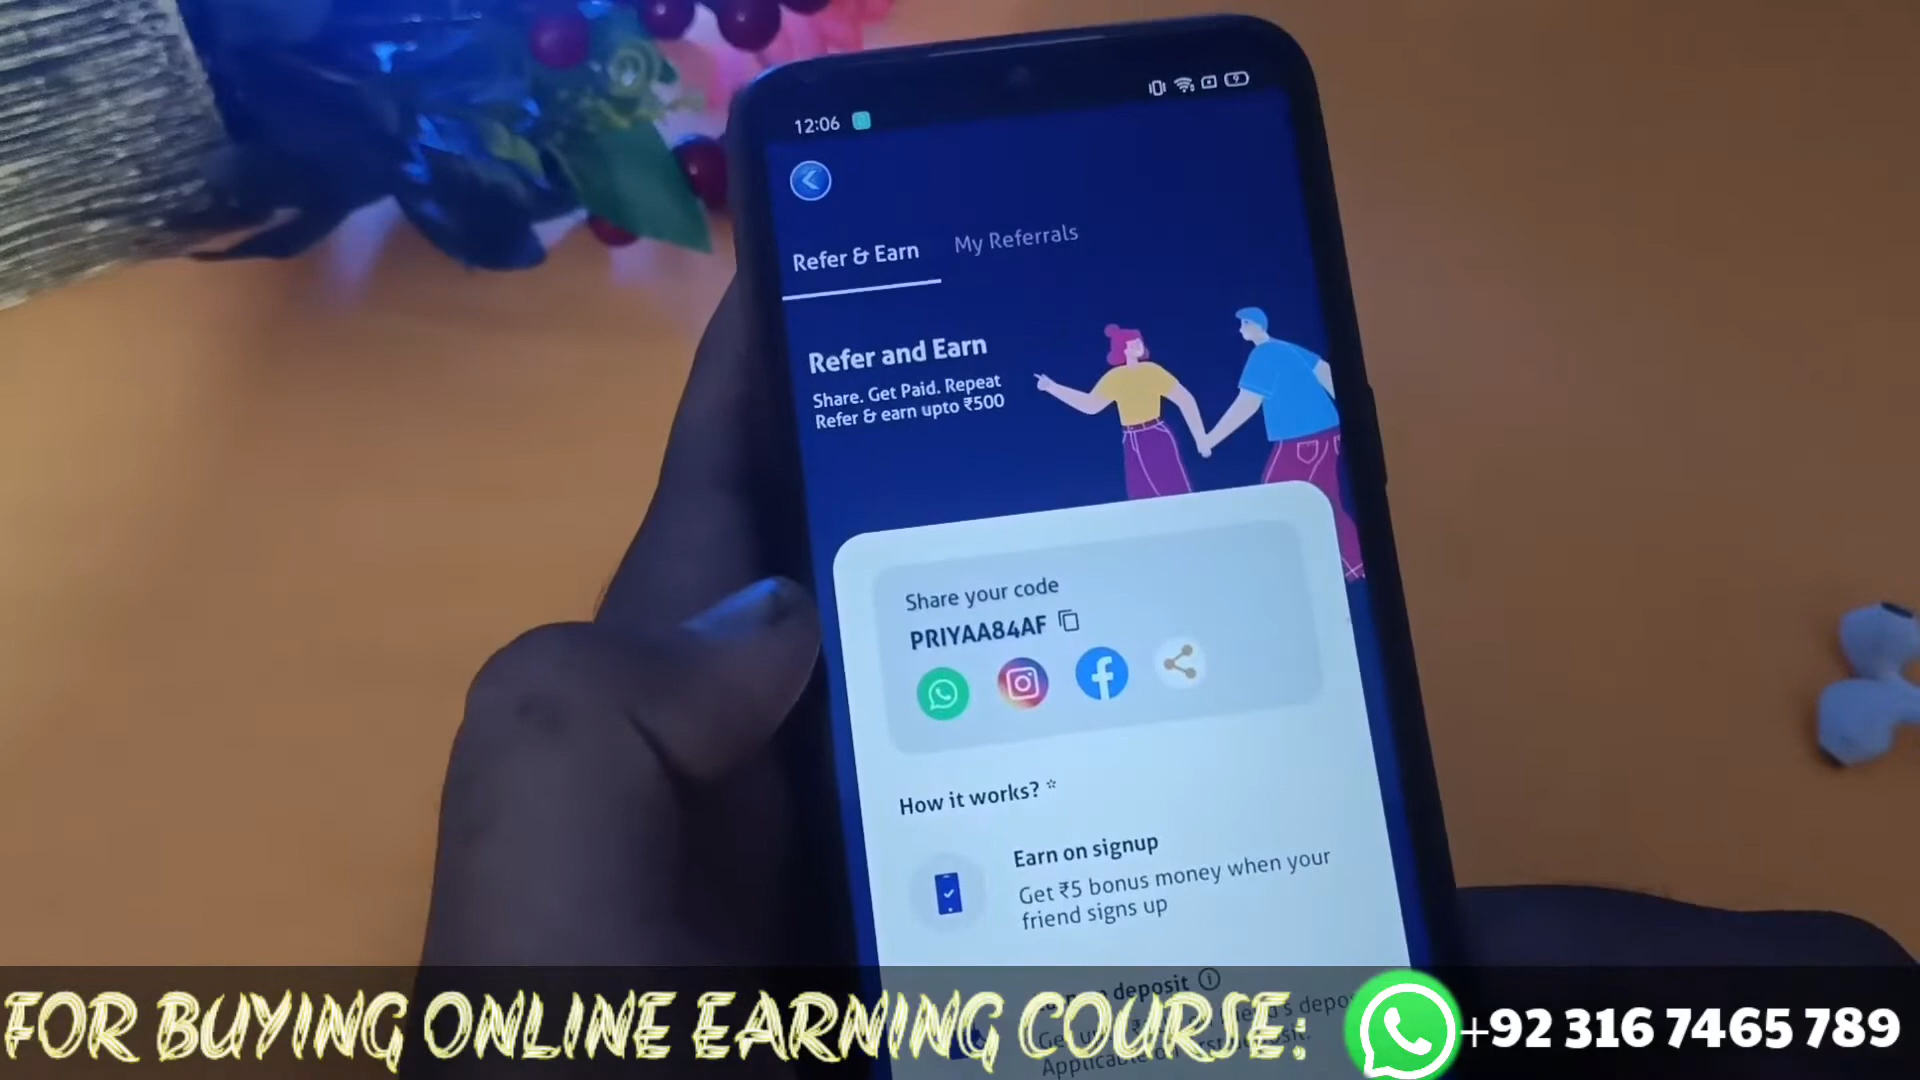 12:06
Refer & Earn
My Referrals
Refer and Earn
Share. Get Paid. Repeat
Refer & earn upto ₹500
Share your code
PRIYAA84AF
How it works? *
Earn on signup
Get ₹5 bonus money when your
friend signs up
deposit
FOR BUYING ONLINE EARNING COURSE:
+92 316 7465 789